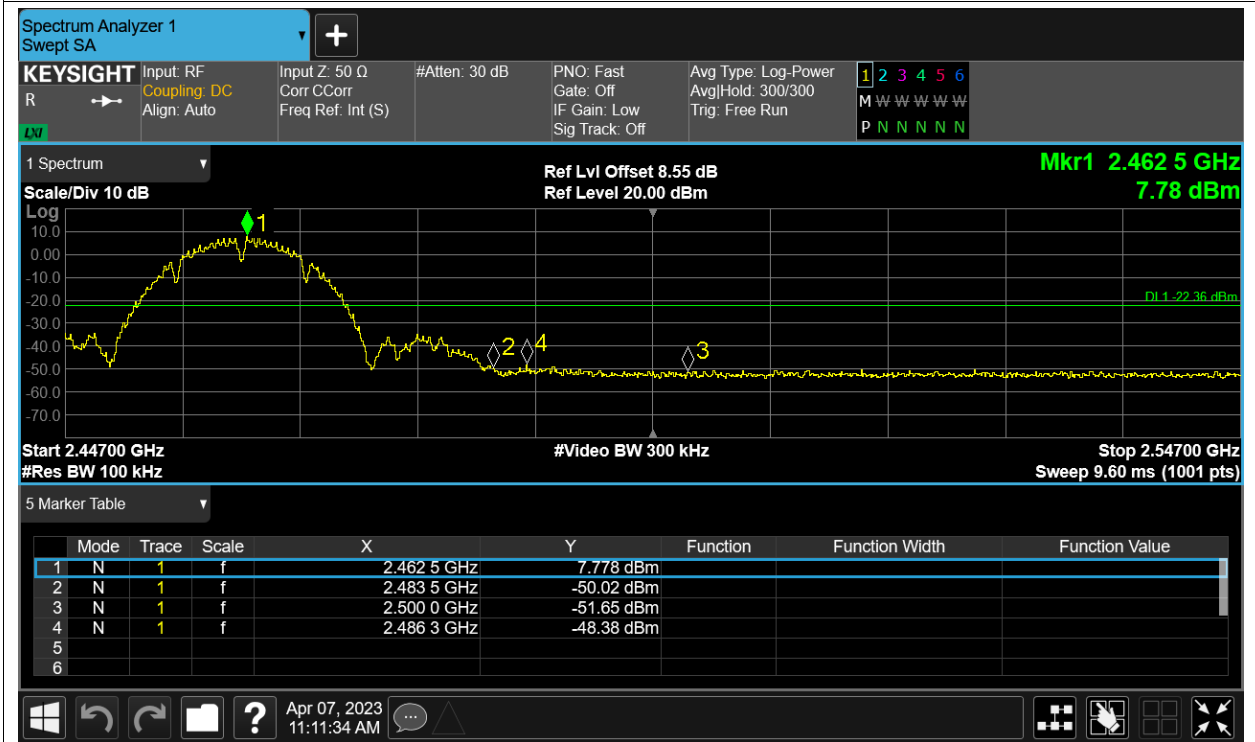 Spectrum Analyzer 1
Swept SA
+
KEYSIGHT Input: RF Input Z: 50 Ω #Atten: 30 dB PNO: Fast Avg Type: Log-Power 1 2 3 4 5 6
R Coupling: DC Corr CCorr Gate: Off Avg|Hold: 300/300 M W W W W W
Align: Auto Freq Ref: Int (S) IF Gain: Low Trig: Free Run
LXI Sig Track: Off P N N N N N
1 Spectrum Ref Lvl Offset 8.55 dB Mkr1 2.462 5 GHz
Scale/Div 10 dB Ref Level 20.00 dBm 7.78 dBm
Log
1
10.0
0.00
-10.0
-20.0 DL1 -22.36 dBm
-30.0
-40.0 2 4 3
-50.0
-60.0
-70.0
Start 2.44700 GHz #Video BW 300 kHz Stop 2.54700 GHz
#Res BW 100 kHz Sweep 9.60 ms (1001 pts)
5 Marker Table
Mode Trace Scale X Y Function Function Width Function Value
1 N 1 f 2.462 5 GHz 7.778 dBm
2 N 1 f 2.483 5 GHz -50.02 dBm
3 N 1 f 2.500 0 GHz -51.65 dBm
4 N 1 f 2.486 3 GHz -48.38 dBm
5
6
? Apr 07, 2023
11:11:34 AM